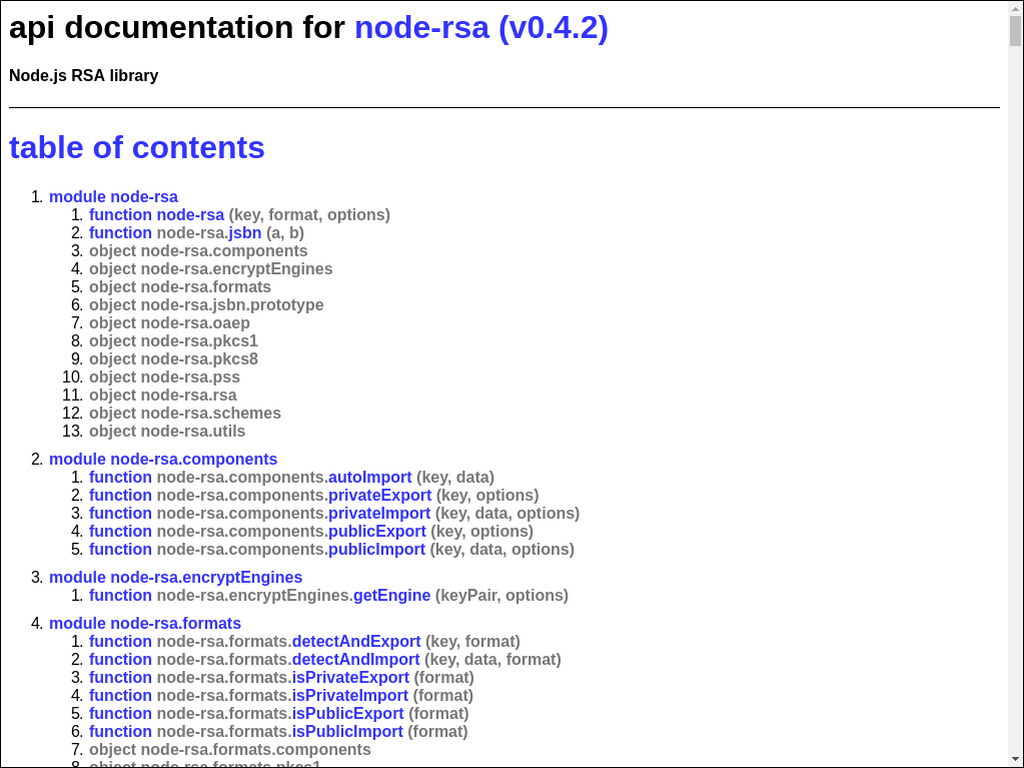 api documentation for node-rsa (v0.4.2)
Node.js RSA library
table of contents
1. module node-rsa
1. function node-rsa (key, format, options)
2. function node-rsa.jsbn (a, b)
3. object node-rsa.components
4. object node-rsa.encryptEngines
5. object node-rsa.formats
6. object node-rsa.jsbn.prototype
7. object node-rsa.oaep
8. object node-rsa.pkcs1
9. object node-rsa.pkcs8
10. object node-rsa.pss
11. object node-rsa.rsa
12. object node-rsa.schemes
13. object node-rsa.utils
2. module node-rsa.components
1. function node-rsa.components.autoImport (key, data)
2. function node-rsa.components.privateExport (key, options)
3. function node-rsa.components.privateImport (key, data, options)
4. function node-rsa.components.publicExport (key, options)
5. function node-rsa.components.publicImport (key, data, options)
3. module node-rsa.encryptEngines
1. function node-rsa.encryptEngines.getEngine (keyPair, options)
4. module node-rsa.formats
1. function node-rsa.formats.detectAndExport (key, format)
2. function node-rsa.formats.detectAndImport (key, data, format)
3. function node-rsa.formats.isPrivateExport (format)
4. function node-rsa.formats.isPrivateImport (format)
5. function node-rsa.formats.isPublicExport (format)
6. function node-rsa.formats.isPublicImport (format)
7. object node-rsa.formats.components
8. object node-rsa.formats.pkcs1